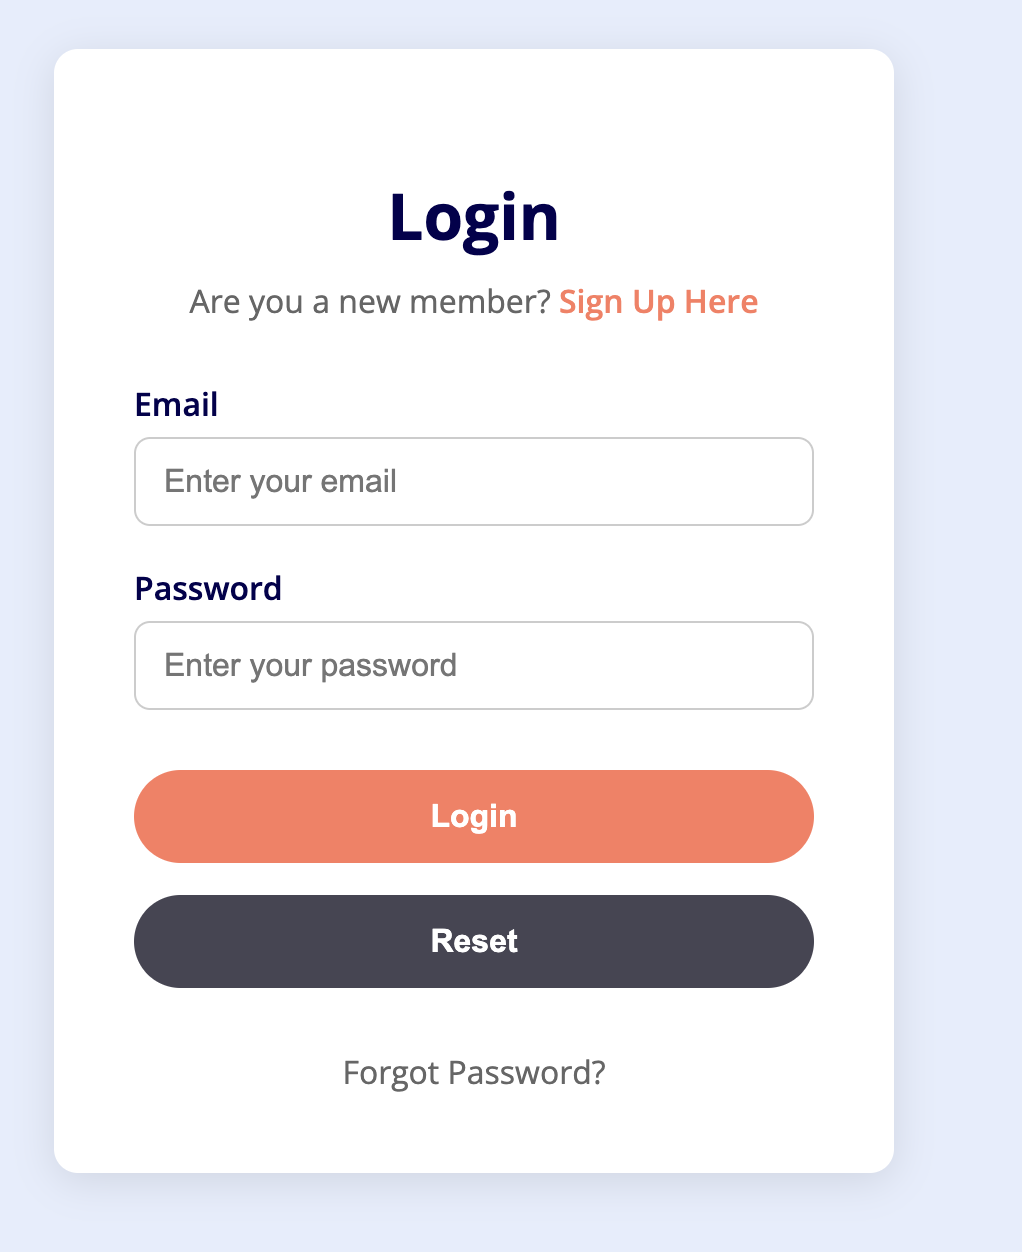 Login
Are you a new member? Sign Up Here
Email
Enter your email
Password
Enter your password
Login
Reset
Forgot Password?